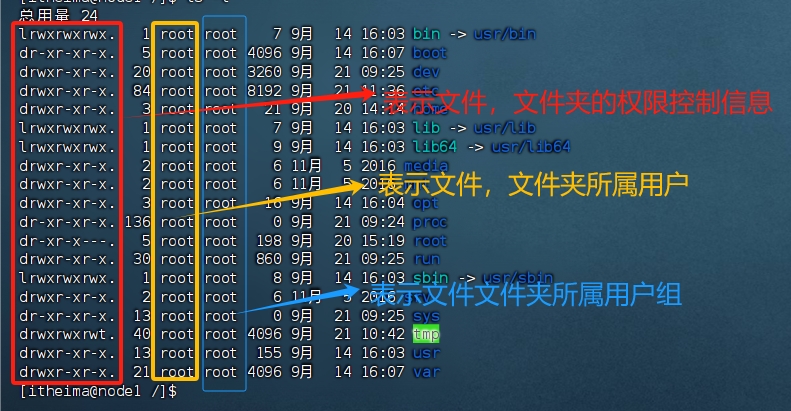 [itheima@node1 /]$ ls -l
总用量 24
lrwxrwxrwx. 1 root root 7 9月 14 16:03 bin -> usr/bin
dr-xr-xr-x. 5 root root 4096 9月 14 16:07 boot
drwxr-xr-x. 20 root root 3260 9月 21 09:25 dev
drwxr-xr-x. 84 root root 8192 9月 21 11:36 etc
drwxr-xr-x. 3 root root 21 9月 20 14:14 home
表示文件，文件夹的权限控制信息
lrwxrwxrwx. 1 root root 7 9月 14 16:03 lib -> usr/lib
lrwxrwxrwx. 1 root root 9 9月 14 16:03 lib64 -> usr/lib64
drwxr-xr-x. 2 root root 6 11月 5 2016 media
drwxr-xr-x. 2 root root 6 11月 5 2016
表示文件，文件夹所属用户
drwxr-xr-x. 3 root root 16 9月 14 16:04 opt
dr-xr-xr-x. 136 root root 0 9月 21 09:24 proc
dr-xr-x---. 5 root root 198 9月 20 15:19 root
drwxr-xr-x. 30 root root 860 9月 21 09:25 run
lrwxrwxrwx. 1 root root 8 9月 14 16:03 sbin -> usr/sbin
drwxr-xr-x. 2 root root 6 11月 5 2016
表示文件文件夹所属用户组
dr-xr-xr-x. 13 root root 0 9月 21 09:25 sys
drwxrwxrwt. 40 root root 4096 9月 21 10:42 tmp
drwxr-xr-x. 13 root root 155 9月 14 16:03 usr
drwxr-xr-x. 21 root root 4096 9月 14 16:07 var
[itheima@node1 /]$